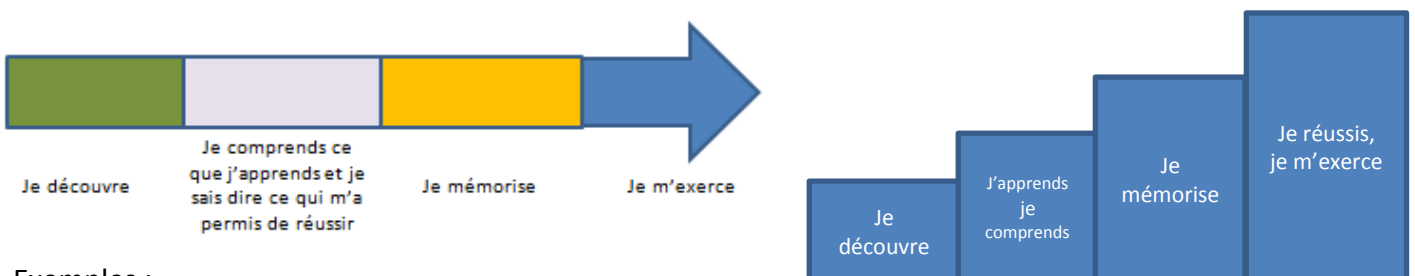 Je découvre
Je comprends ce
que j'apprends et je
sais dire ce qui m'a
permis de réussir
Je mémorise
Je m'exerce
Je
découvre
J'apprends
je
comprends
Je
mémorise
Je réussis,
je m'exerce
Exemples :